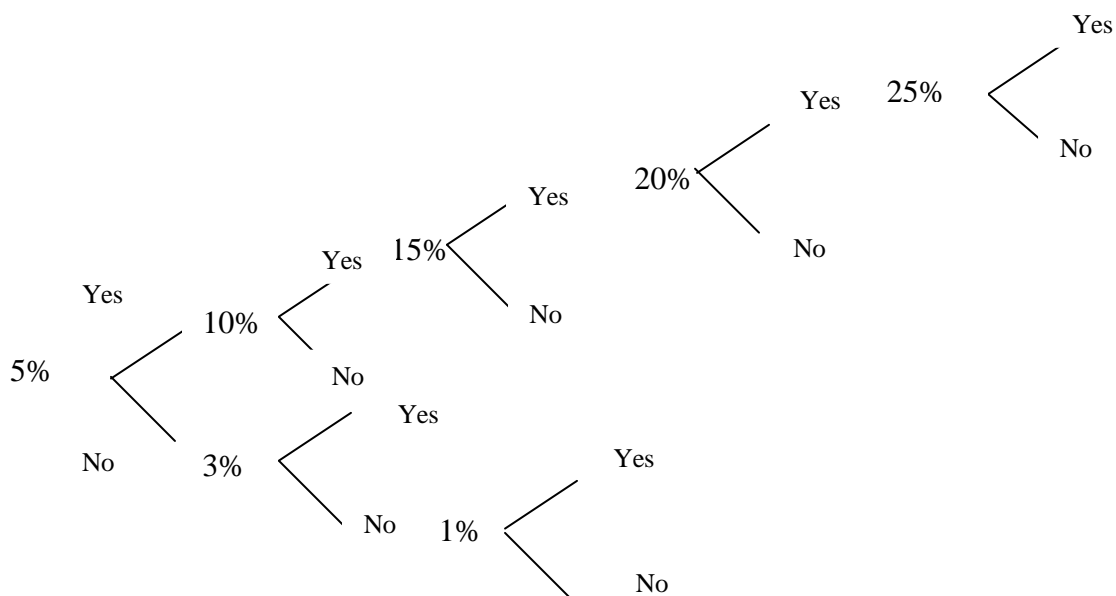 Yes
Yes 25%
No
20%
Yes
No
Yes 15%
Yes
No
10%
5%
No
Yes
No 3%
Yes
No 1%
No